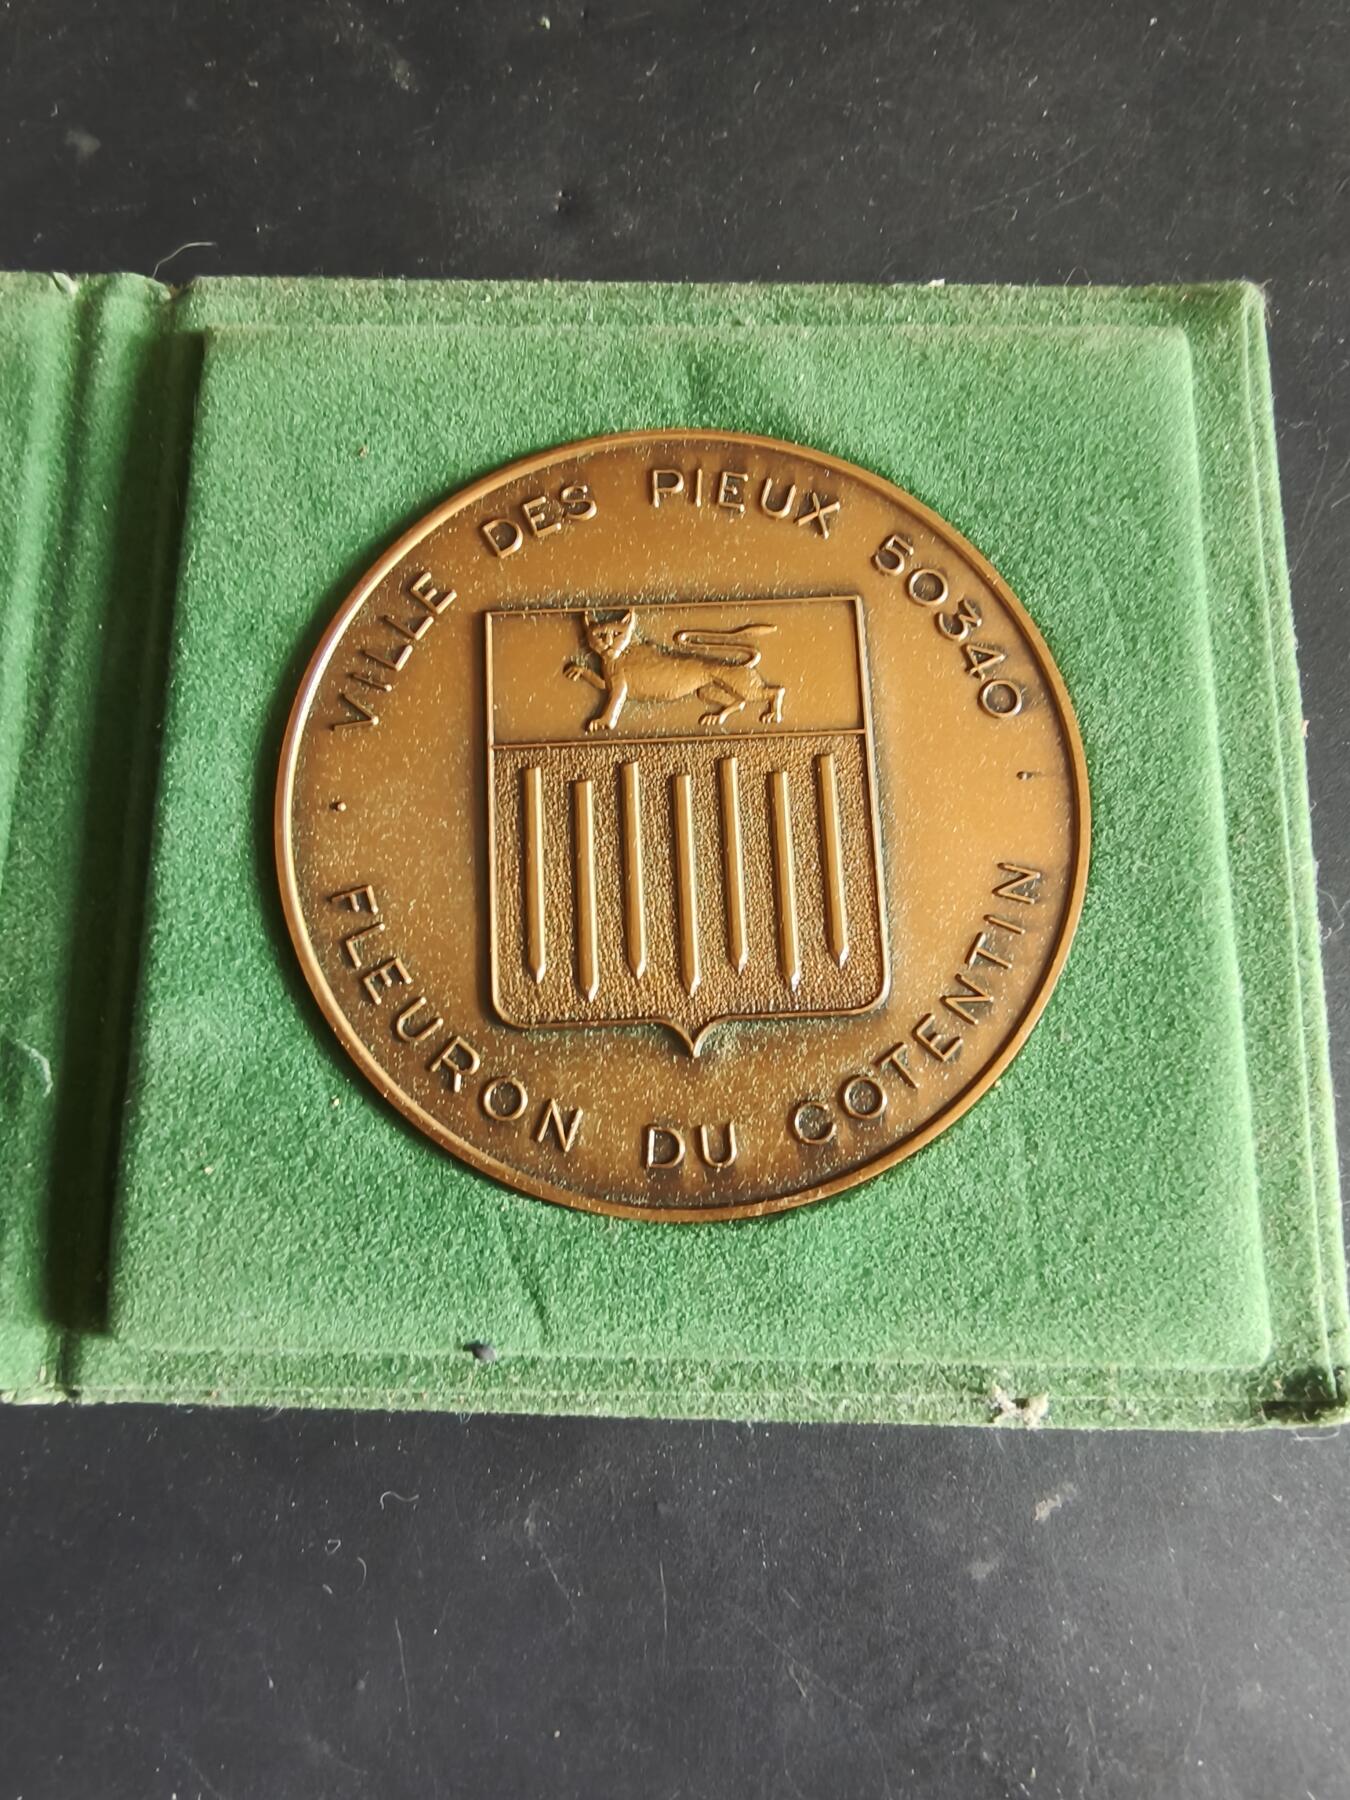 VILLE DES PIEUX 50340
FLEURON DU COTENTIN